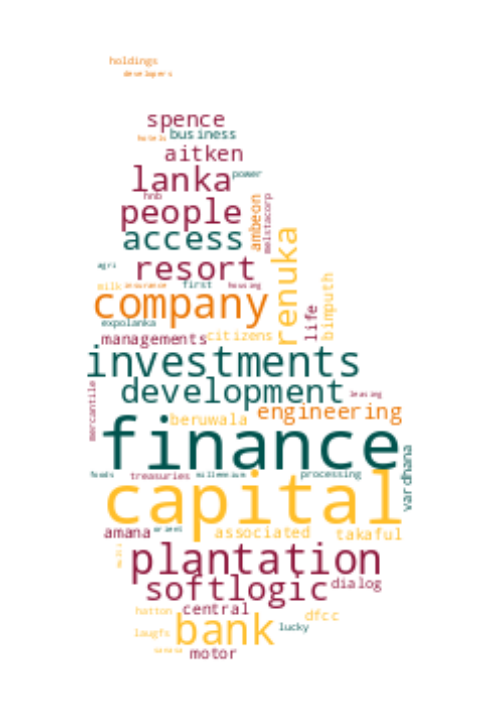 holdings
developers
spence
hotels business
aitken
lanka power
hnb
people
access
ambeon
melstacorp
resort
renuka
agri
milk insurance first housing
company
life
bimputh
expolanka
managements citizens
investments
development leasing
mercantile
engineering
beruwala
finance
vardhana
foods treasuries millennium processing
capital
amana orient associated takaful
plantation
softlogic dialog
hatton central dfcc
laugfs bank lucky
motor